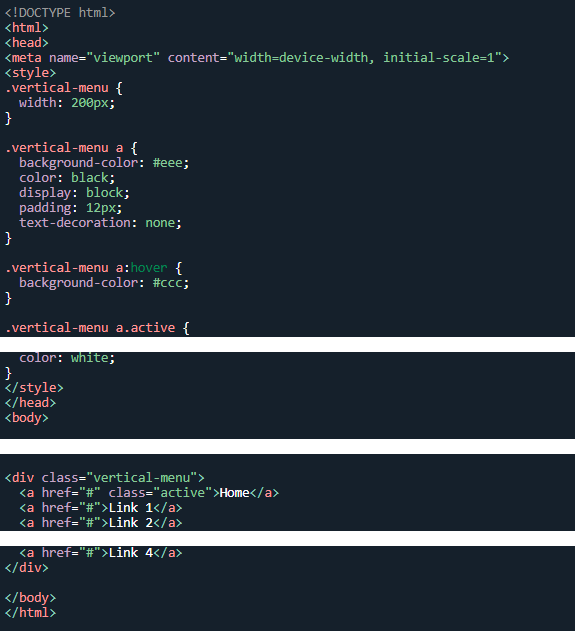 <!DOCTYPE html>
<html>
<head>
<meta name="viewport" content="width=device-width, initial-scale=1">
<style>
.vertical-menu {
  width: 200px;
}

.vertical-menu a {
  background-color: #eee;
  color: black;
  display: block;
  padding: 12px;
  text-decoration: none;
}

.vertical-menu a:hover {
  background-color: #ccc;
}

.vertical-menu a.active {
  color: white;
}
</style>
</head>
<body>

<div class="vertical-menu">
  <a href="#" class="active">Home</a>
  <a href="#">Link 1</a>
  <a href="#">Link 2</a>
  <a href="#">Link 4</a>
</div>

</body>
</html>